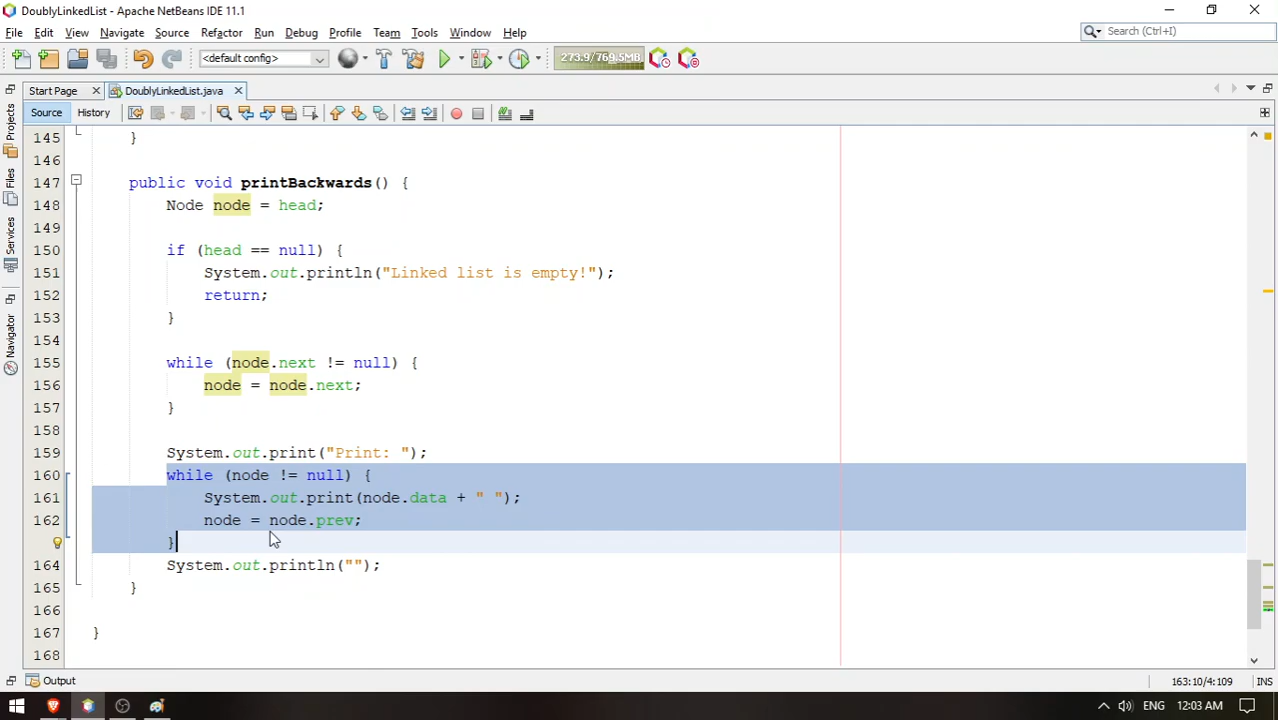 DoublyLinkedList - Apache NetBeans IDE 11.1
File Edit View Navigate Source Refactor Run Debug Profile Team Tools Window Help
Search (Ctrl+I)
<default config>
273.9/769.5MB
Start Page
DoublyLinkedList.java
Source
History
Projects
Files
Services
Navigator
145 }
146
147 public void printBackwards() {
148 Node node = head;
149
150 if (head == null) {
151 System.out.println("Linked list is empty!");
152 return;
153 }
154
155 while (node.next != null) {
156 node = node.next;
157 }
158
159 System.out.print("Print: ");
160 while (node != null) {
161 System.out.print(node.data + " ");
162 node = node.prev;
}
164 System.out.println("");
165 }
166
167 }
168
Output
163:10/4:109
INS
ENG
12:03 AM